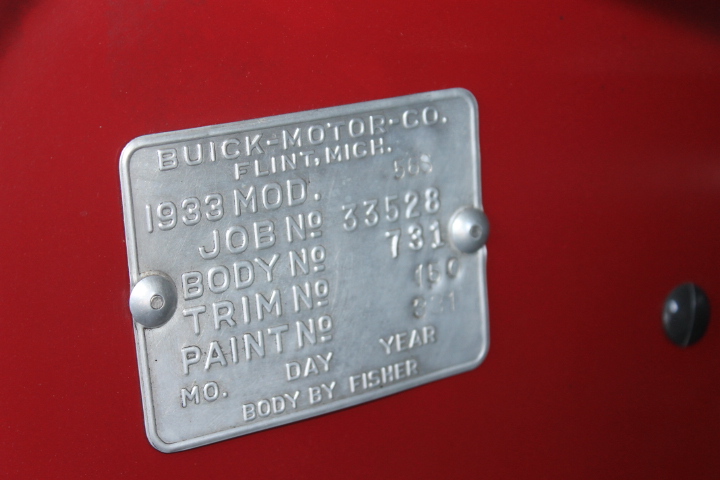 BUICK-MOTOR-CO.
FLINT, MICH.
1933 MOD.
JOB Nº 33528
BODY Nº 731
TRIM Nº
PAINT Nº
MO. DAY YEAR
BODY BY FISHER